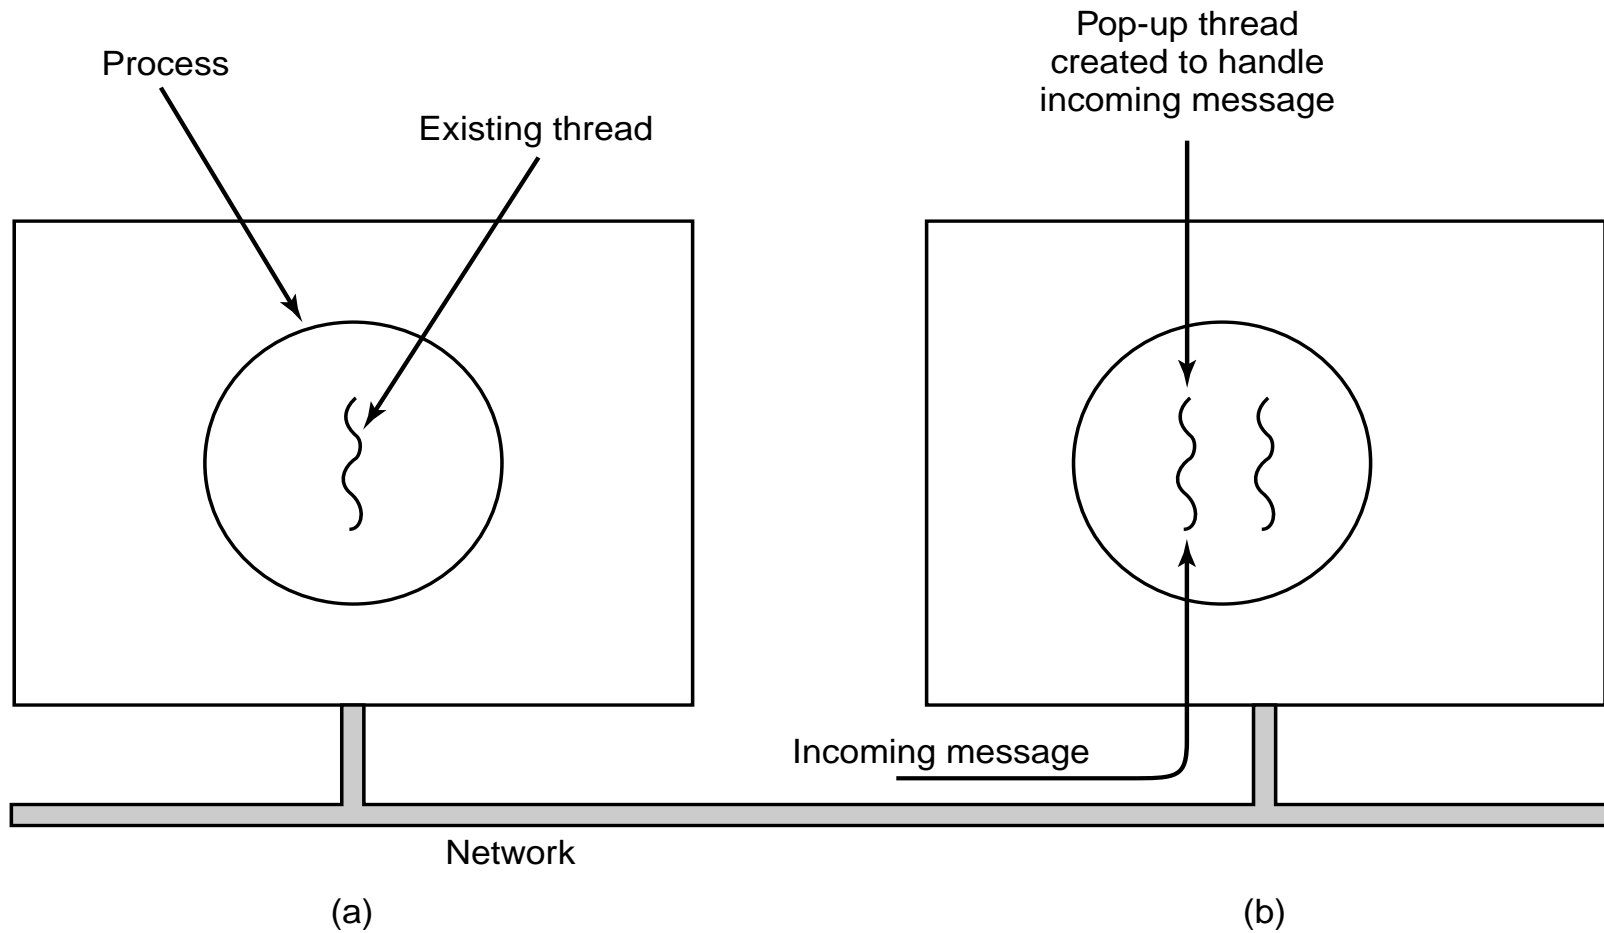 Process
Existing thread
Pop-up thread
created to handle
incoming message
Incoming message
Network
(a)
(b)